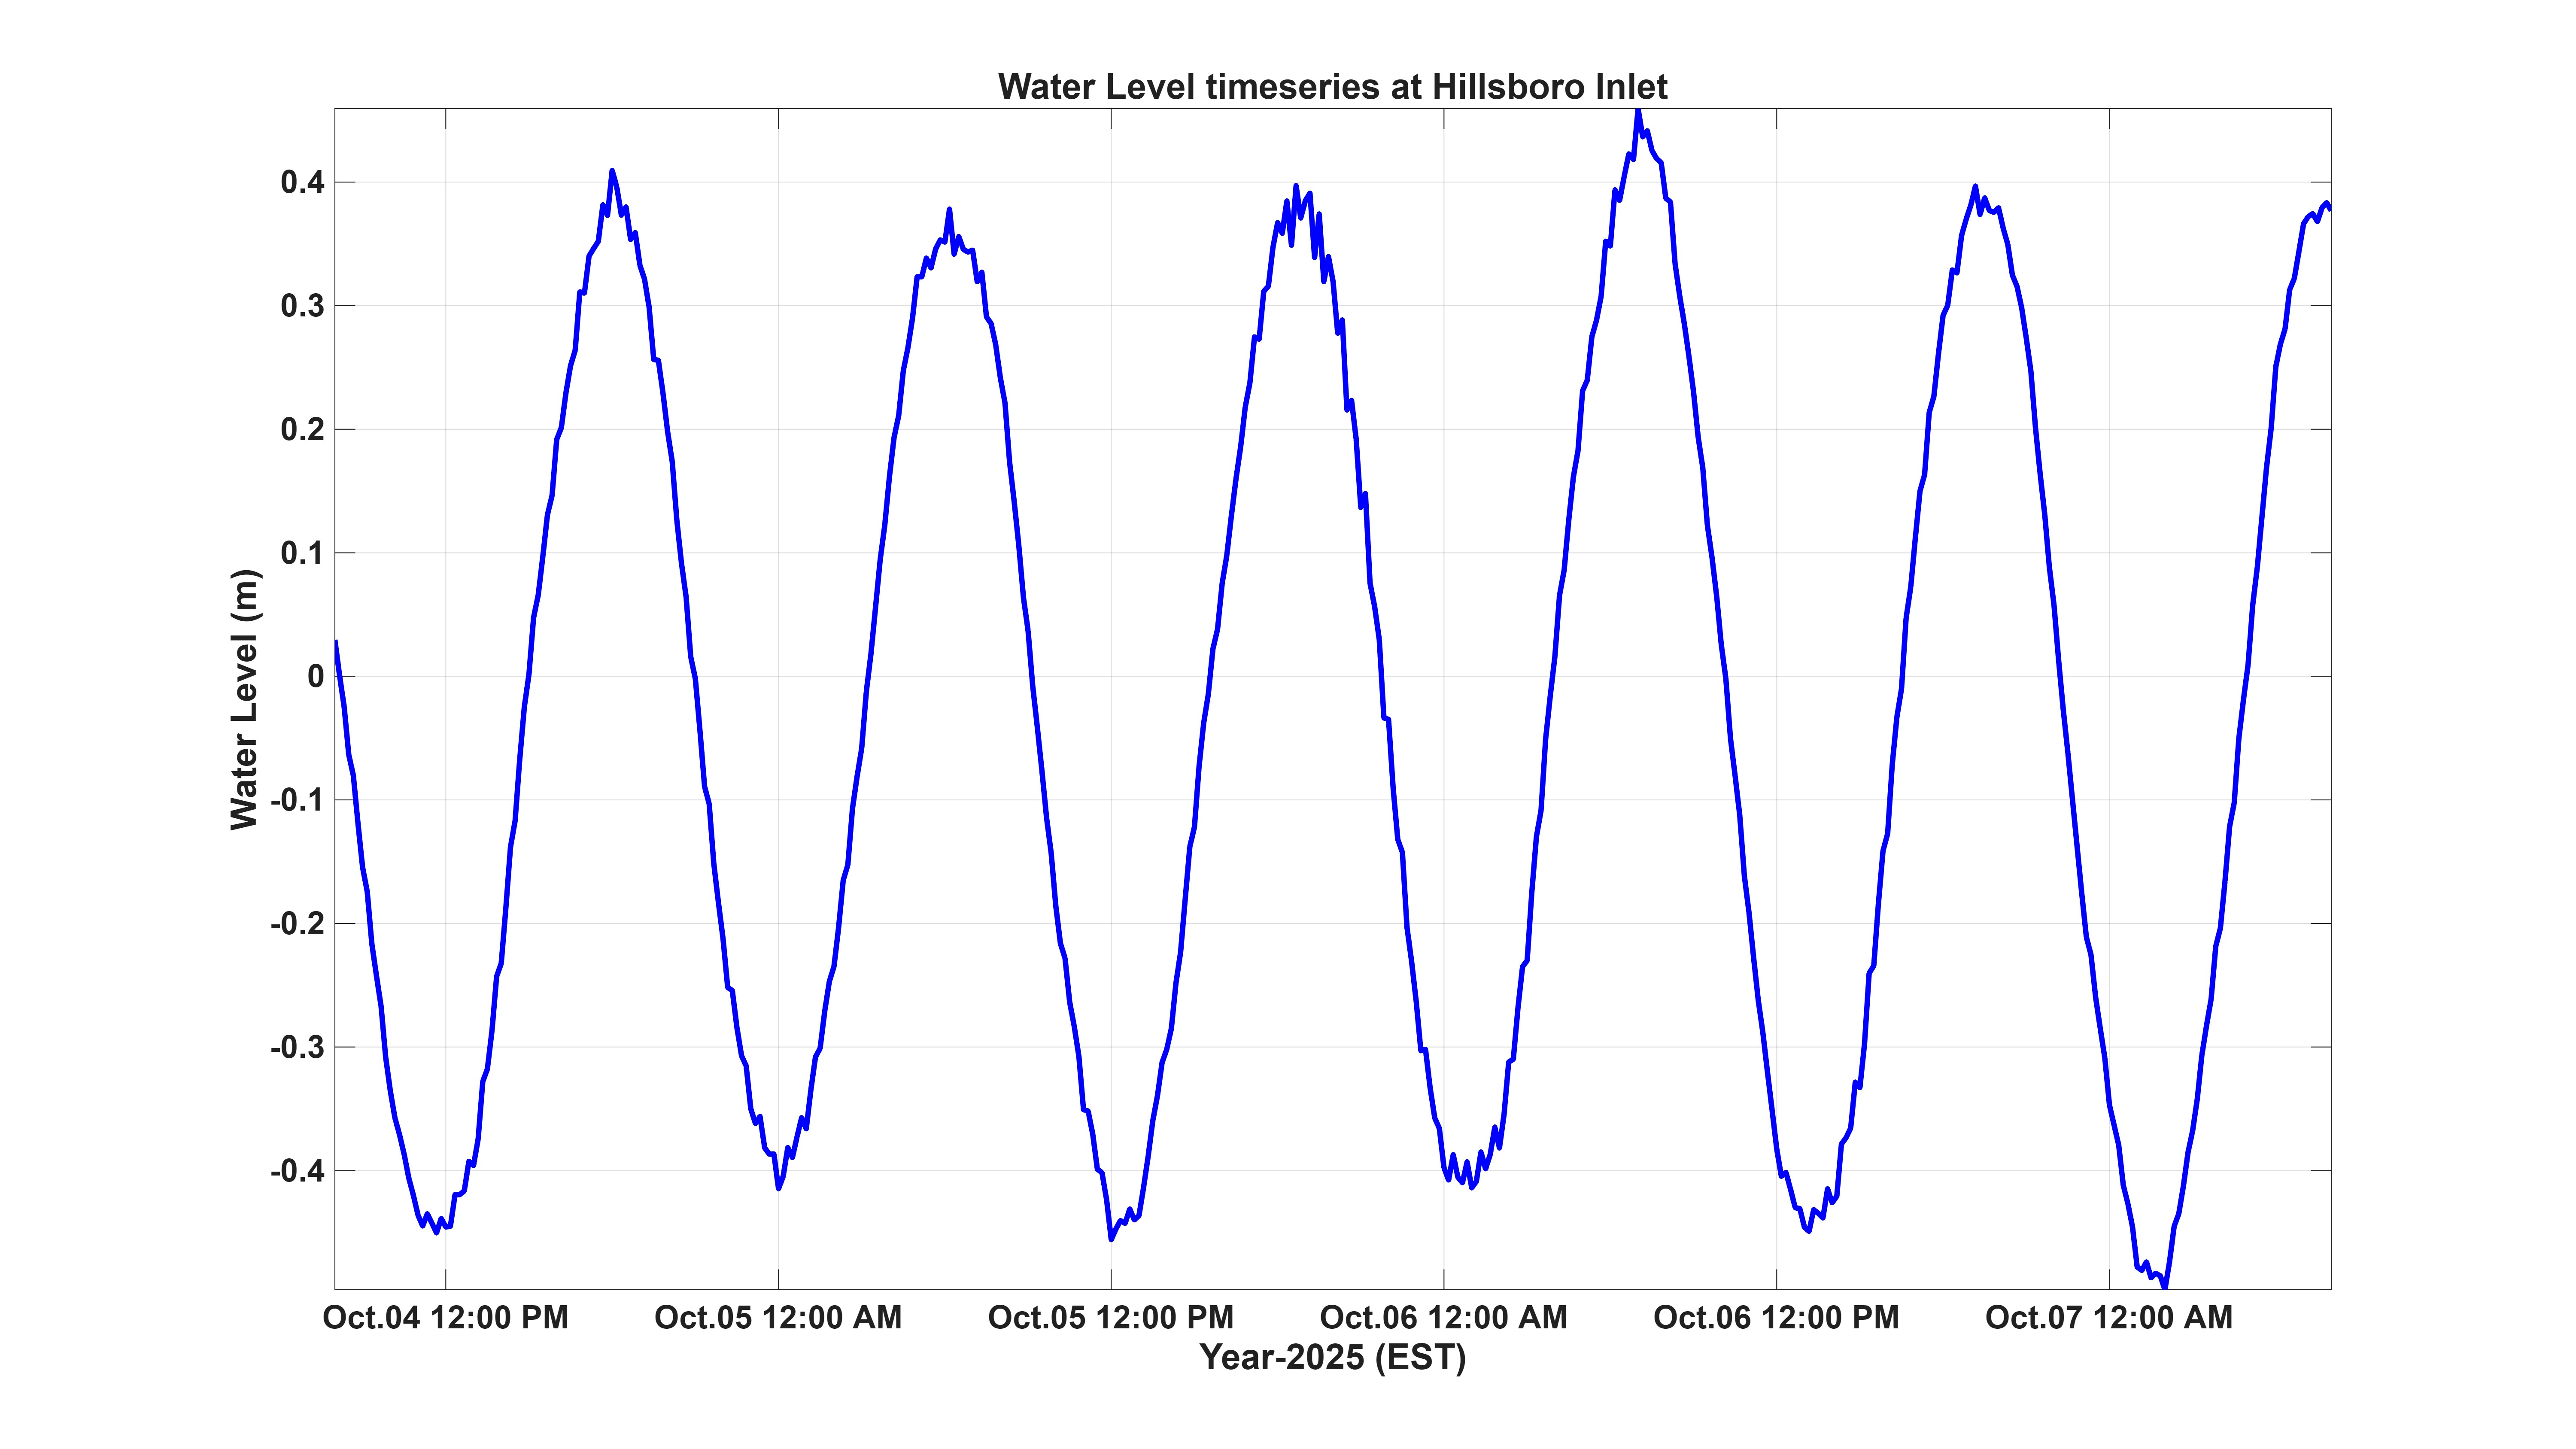 Water Level timeseries at Hillsboro Inlet
0.4
0.3
0.2
0.1
0
-0.1
-0.2
-0.3
-0.4
Water Level (m)
Oct.04 12:00 PM Oct.05 12:00 AM Oct.05 12:00 PM Oct.06 12:00 AM Oct.06 12:00 PM Oct.07 12:00 AM
Year-2025 (EST)